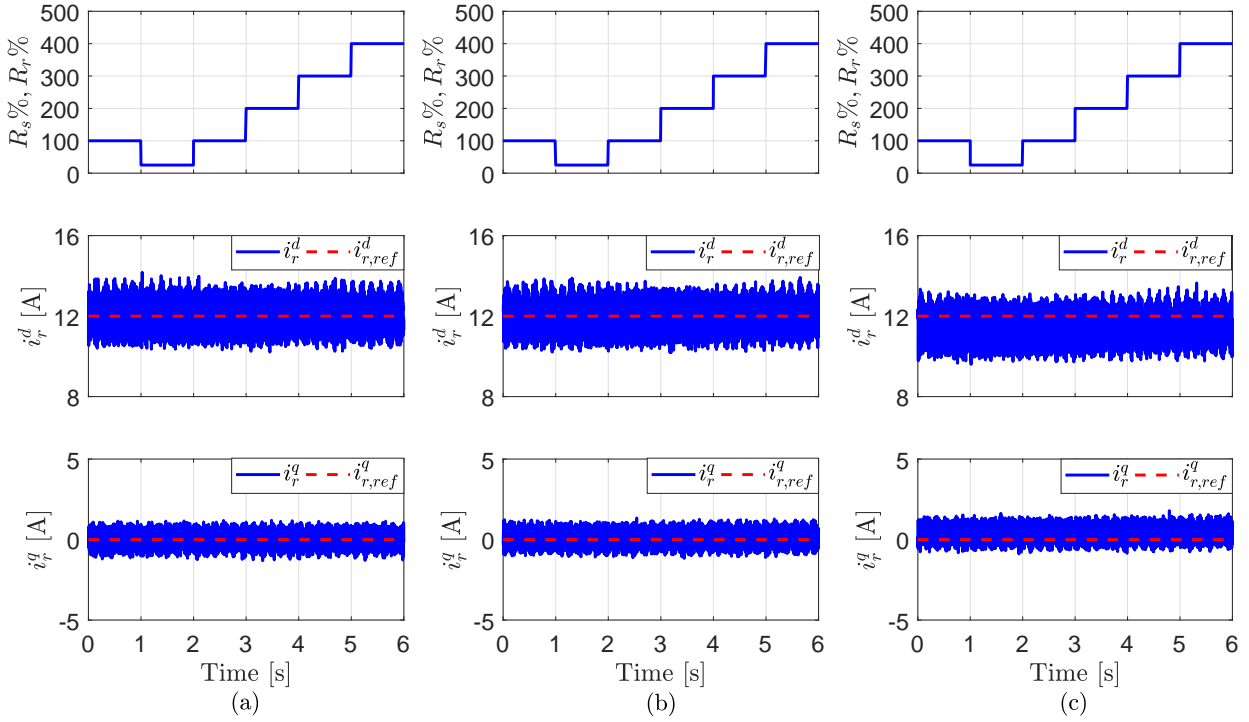 500
400
300
200
100
0
R_s%, R_r%
500
400
300
200
100
0
R_s%, R_r%
500
400
300
200
100
0
R_s%, R_r%
16
12
8
i_r^d [A]
i_r^d i_{r,ref}^d
16
12
8
i_r^d [A]
i_r^d i_{r,ref}^d
16
12
8
i_r^d [A]
i_r^d i_{r,ref}^d
5
0
-5
i_r^q [A]
i_r^q i_{r,ref}^q
0 1 2 3 4 5 6
Time [s]
(a)
5
0
-5
i_r^q [A]
i_r^q i_{r,ref}^q
0 1 2 3 4 5 6
Time [s]
(b)
5
0
-5
i_r^q [A]
i_r^q i_{r,ref}^q
0 1 2 3 4 5 6
Time [s]
(c)